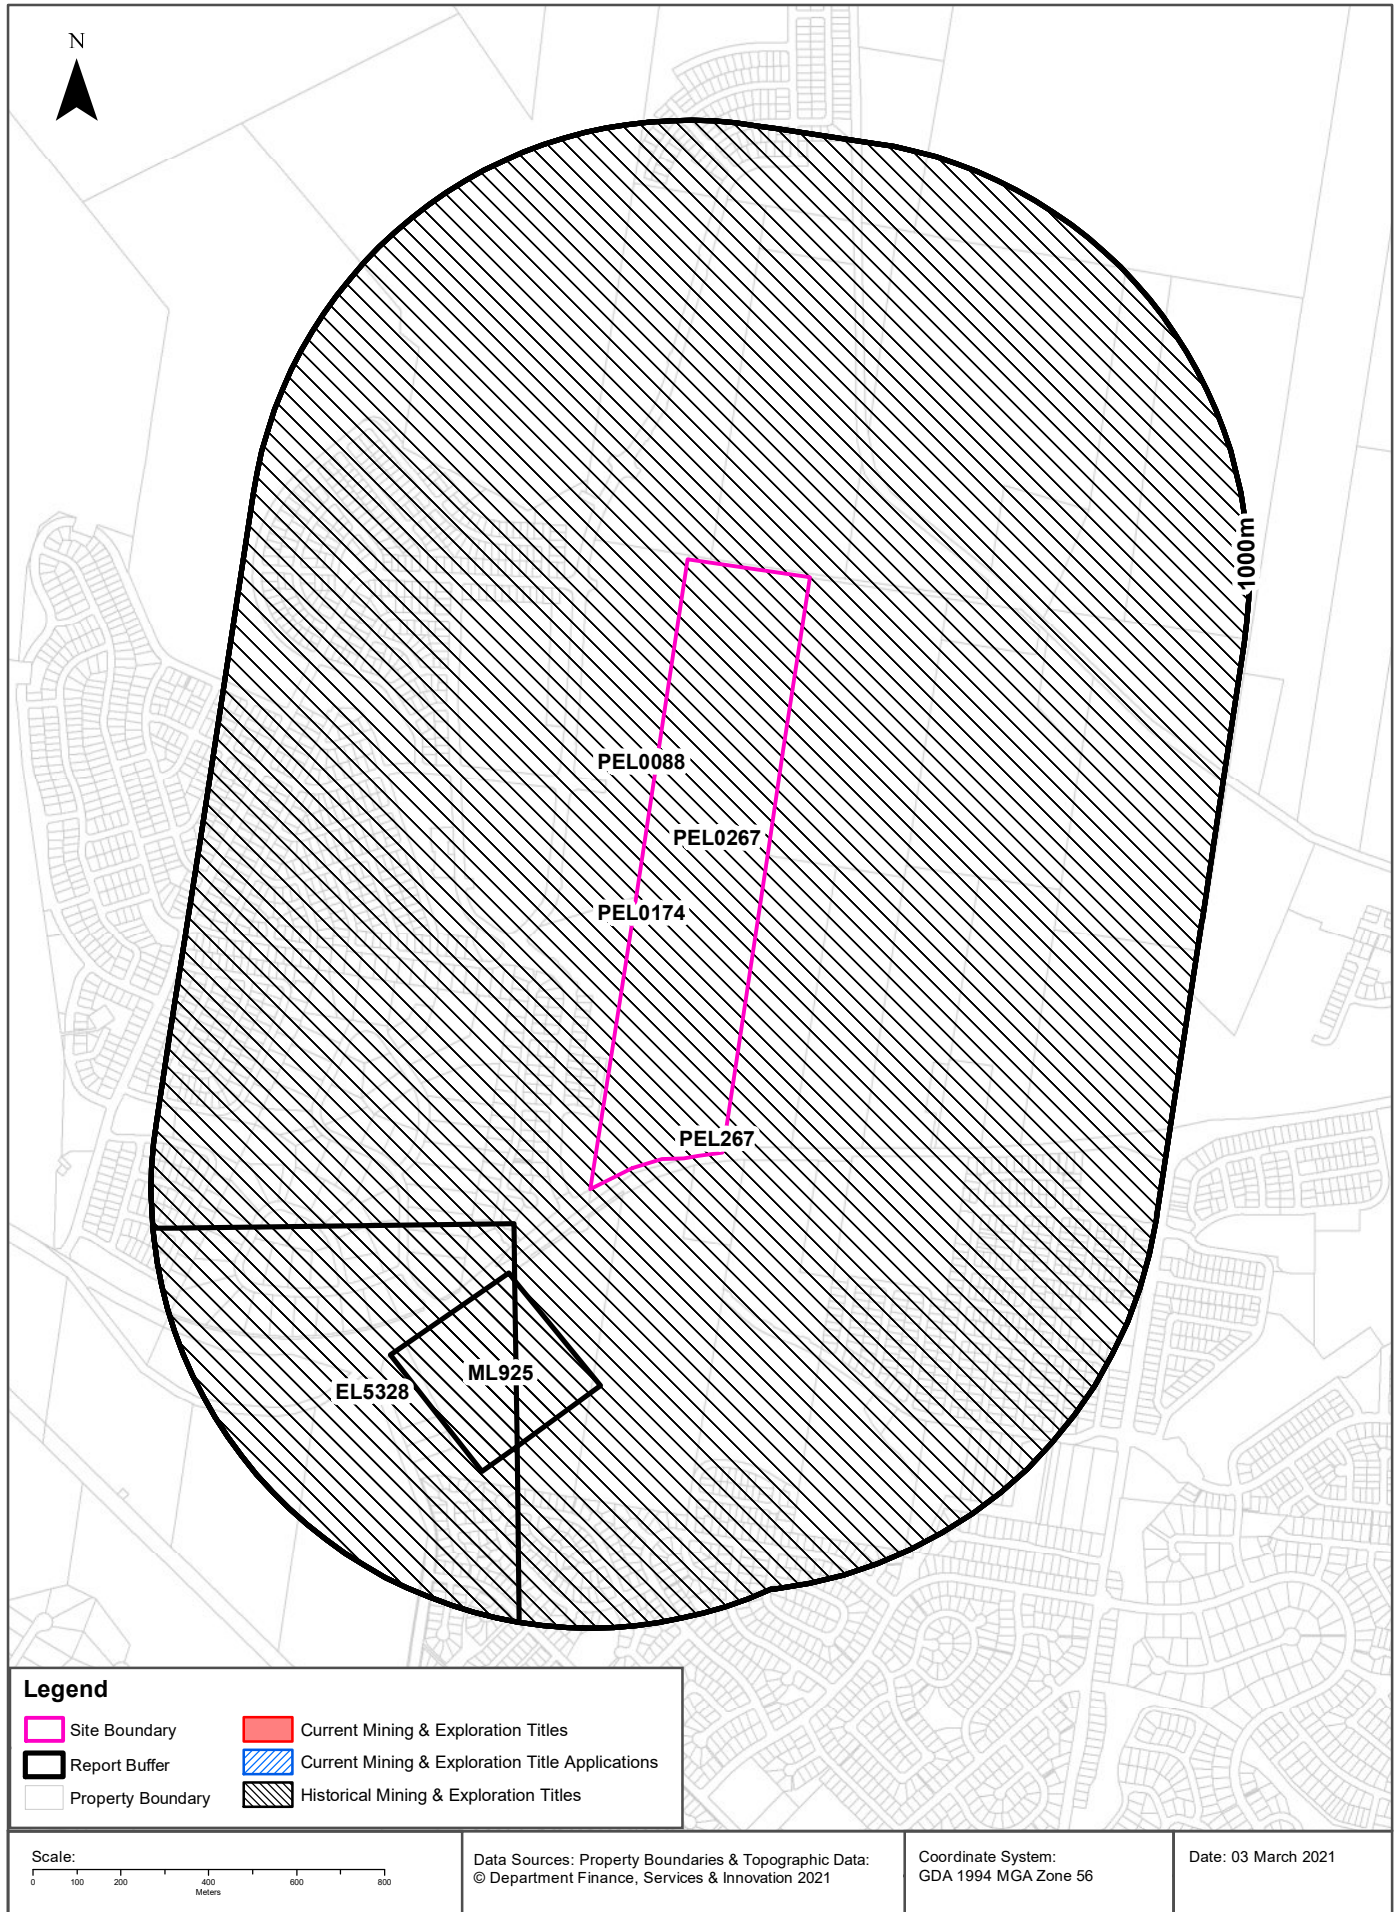 N
1000m
PEL0088
PEL0267
PEL0174
PEL267
ML925
EL5328
Legend
Site Boundary
Report Buffer
Property Boundary
Current Mining & Exploration Titles
Current Mining & Exploration Title Applications
Historical Mining & Exploration Titles
Scale:
0 100 200 400 600 800
Meters
Data Sources: Property Boundaries & Topographic Data:
© Department Finance, Services & Innovation 2021
Coordinate System:
GDA 1994 MGA Zone 56
Date: 03 March 2021